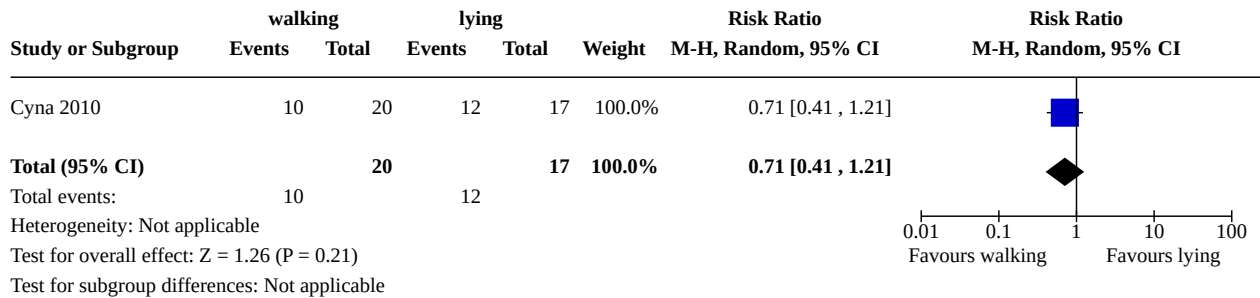 walking lying Risk Ratio Risk Ratio
Study or Subgroup Events Total Events Total Weight M-H, Random, 95% CI M-H, Random, 95% CI
Cyna 2010 10 20 12 17 100.0% 0.71 [0.41 , 1.21]
Total (95% CI) 20 17 100.0% 0.71 [0.41 , 1.21]
Total events: 10 12
Heterogeneity: Not applicable
0.01 0.1 1 10 100
Test for overall effect: Z = 1.26 (P = 0.21)
Favours walking Favours lying
Test for subgroup differences: Not applicable